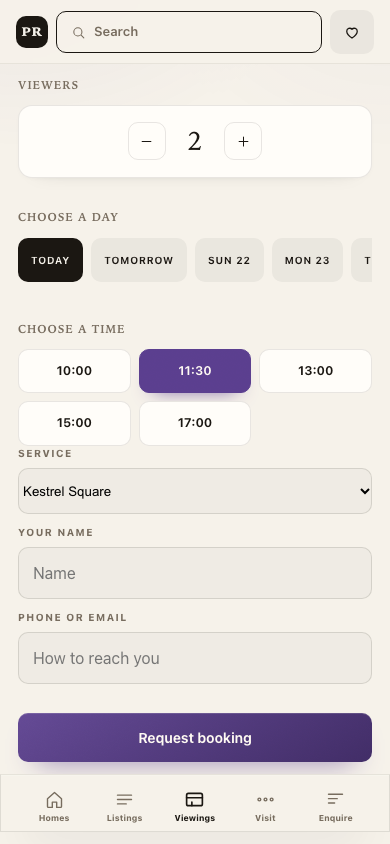 PR
Search
VIEWERS
− 2 +
CHOOSE A DAY
TODAY TOMORROW SUN 22 MON 23 T
CHOOSE A TIME
10:00 11:30 13:00
15:00 17:00
SERVICE
Kestrel Square
YOUR NAME
Name
PHONE OR EMAIL
How to reach you
Request booking
Homes Listings Viewings Visit Enquire